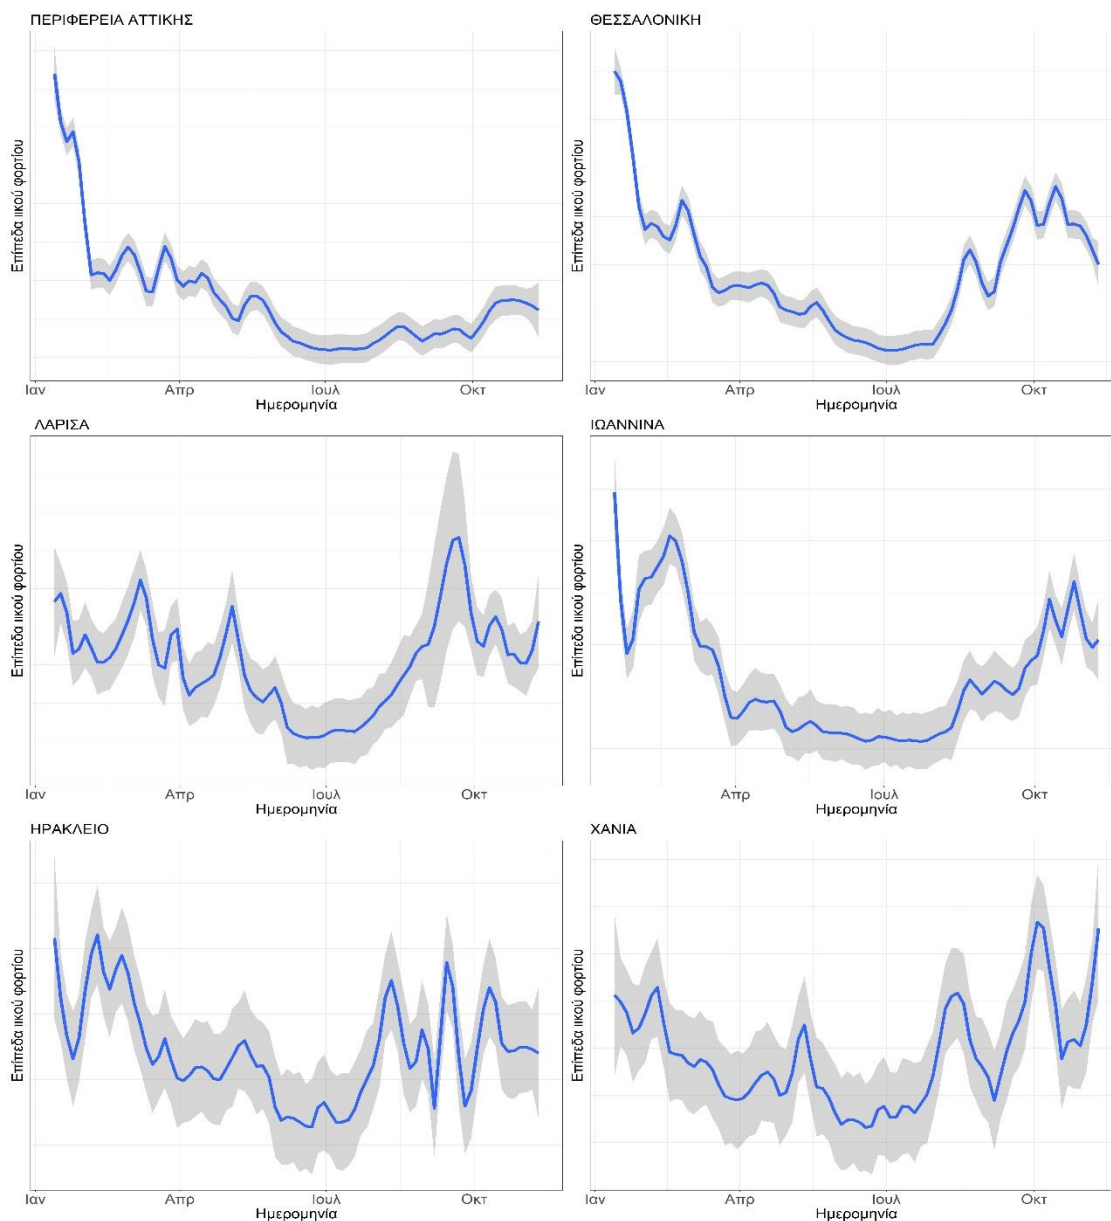 ΠΕΡΙΦΕΡΕΙΑ ΑΤΤΙΚΗΣ
Επίπεδα ιικού φορτίου
Ιαν Απρ Ιουλ Οκτ
Ημερομηνία
ΘΕΣΣΑΛΟΝΙΚΗ
Επίπεδα ιικού φορτίου
Ιαν Απρ Ιουλ Οκτ
Ημερομηνία
ΛΑΡΙΣΑ
Επίπεδα ιικού φορτίου
Ιαν Απρ Ιουλ Οκτ
Ημερομηνία
ΙΩΑΝΝΙΝΑ
Επίπεδα ιικού φορτίου
Απρ Ιουλ Οκτ
Ημερομηνία
ΗΡΑΚΛΕΙΟ
Επίπεδα ιικού φορτίου
Ιαν Απρ Ιουλ Οκτ
Ημερομηνία
ΧΑΝΙΑ
Επίπεδα ιικού φορτίου
Ιαν Απρ Ιουλ Οκτ
Ημερομηνία